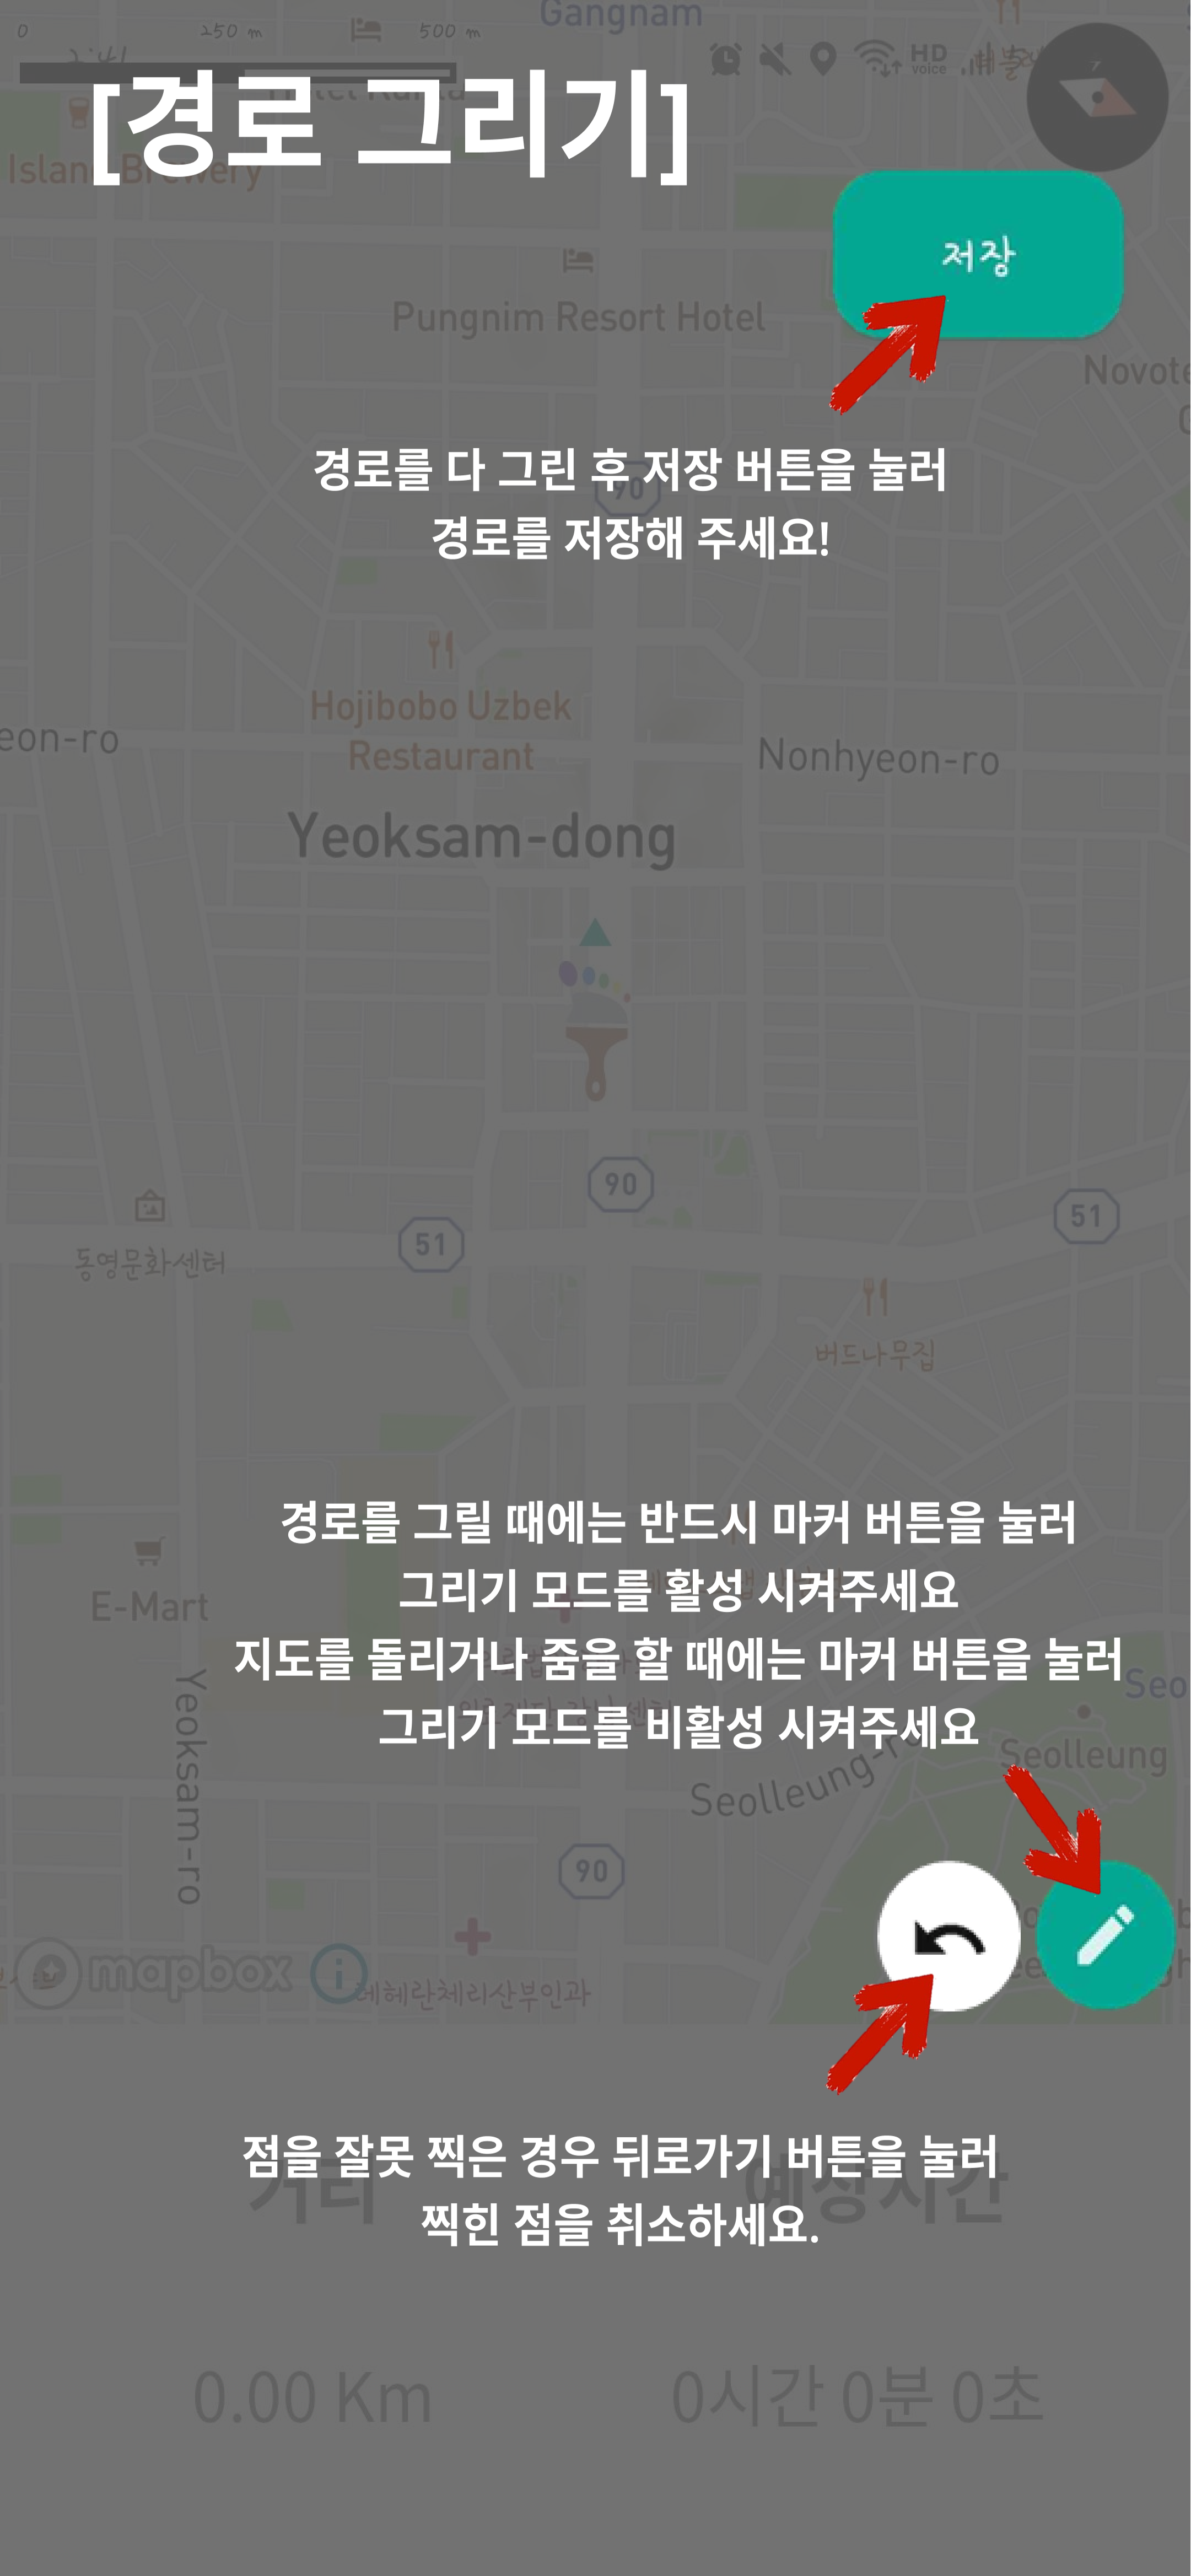 0 250 m 500 m
Gangnam
2:41
HD
voice
[경로 그리기]
Island Brewery
저장
Pungnim Resort Hotel
경로를 다 그린 후 저장 버튼을 눌러
90
경로를 저장해 주세요!
Hojibobo Uzbek
Restaurant
eon-ro
Nonhyeon-ro
Yeoksam-dong
90
51
51
동영문화센터
버드나무집
경로를 그릴 때에는 반드시 마커 버튼을 눌러
그리기 모드를 활성 시켜주세요
E-Mart
지도를 돌리거나 줌을 할 때에는 마커 버튼을 눌러
그리기 모드를 비활성 시켜주세요
Seo
Seolleung
Seolleung-ro
Yeoksam-ro
90
mapbox
테헤란체리산부인과
점을 잘못 찍은 경우 뒤로가기 버튼을 눌러
찍힌 점을 취소하세요.
거리
예상시간
0.00 Km
0시간 0분 0초